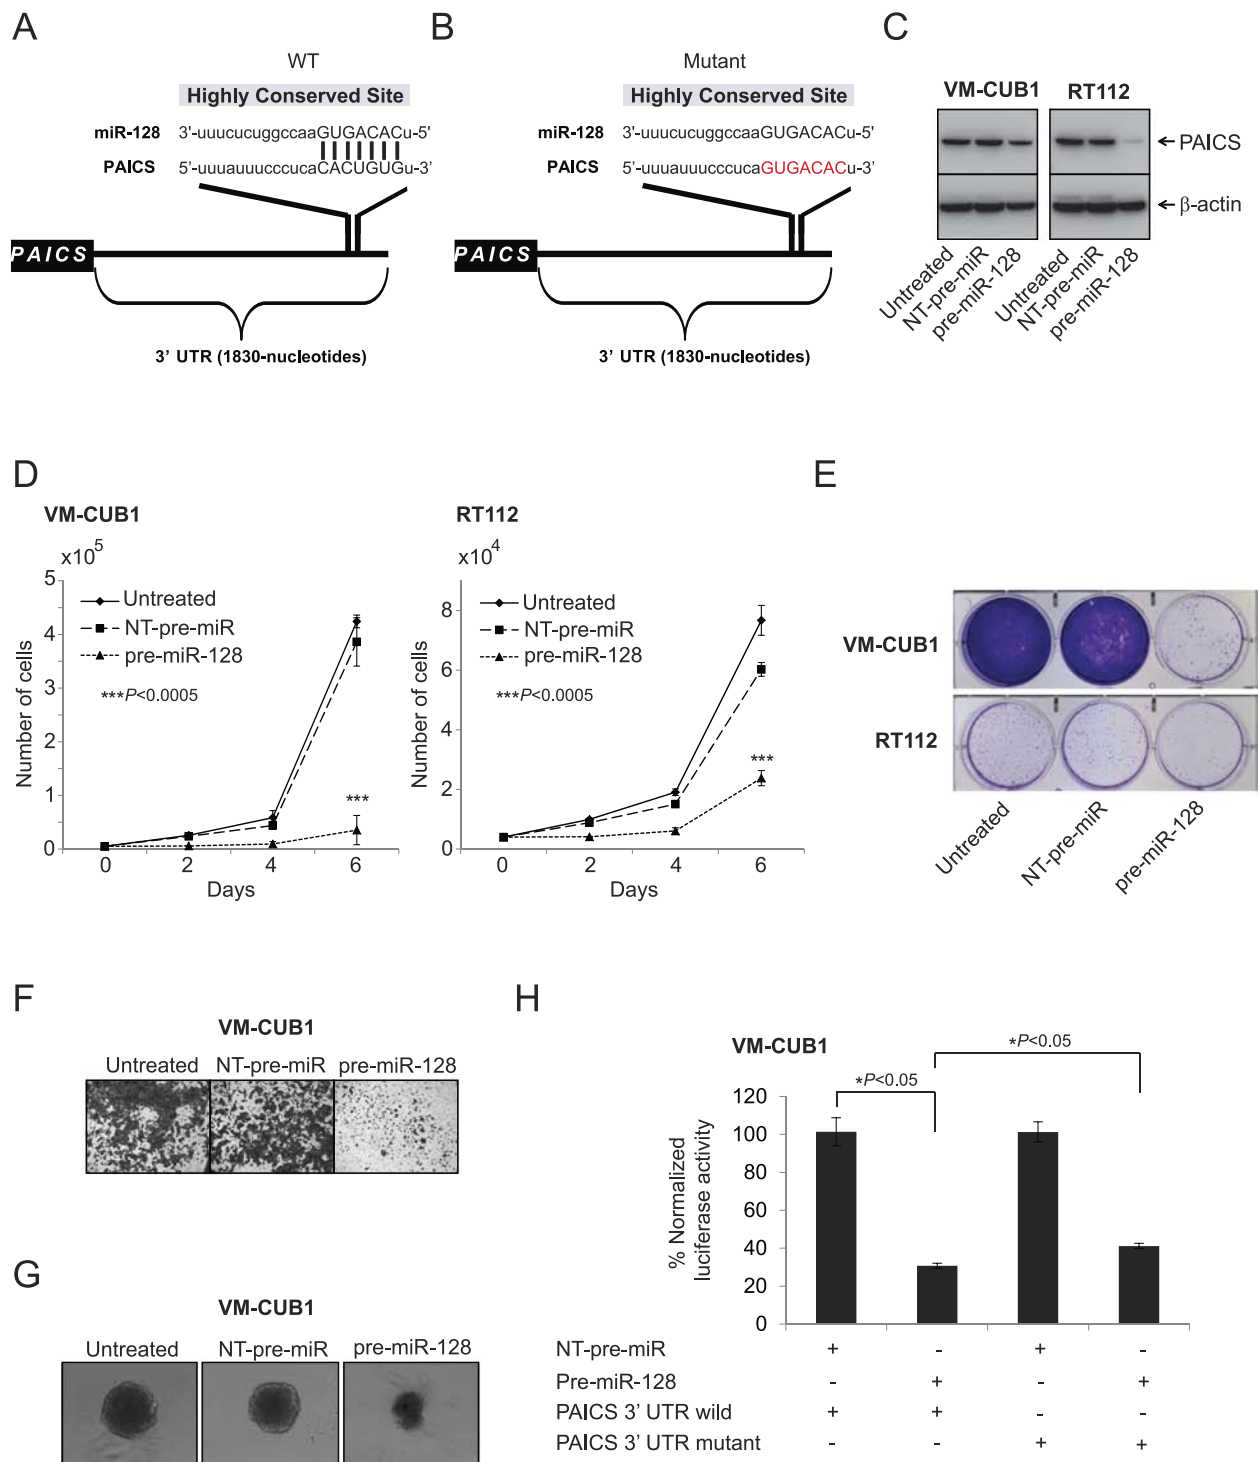 A
WT
Highly Conserved Site
miR-128 3'-uuucucuggccaaGUGACACu-5'
PAICS 5'-uuuauuucccucaCACUGUGu-3'
PAICS
3' UTR (1830-nucleotides)
B
Mutant
Highly Conserved Site
miR-128 3'-uuucucuggccaaGUGACACu-5'
PAICS 5'-uuuauuucccucaGUGACACu-3'
PAICS
3' UTR (1830-nucleotides)
C
VM-CUB1 RT112
←PAICS
←β-actin
Untreated
NT-pre-miR
pre-miR-128
Untreated
NT-pre-miR
pre-miR-128
D
VM-CUB1
x10^5
Number of cells
5
4
3
2
1
0
Untreated
NT-pre-miR
pre-miR-128
***P<0.0005
***
0 2 4 6
Days
RT112
x10^4
Number of cells
8
6
4
2
0
Untreated
NT-pre-miR
pre-miR-128
***P<0.0005
***
0 2 4 6
Days
E
VM-CUB1
RT112
Untreated
NT-pre-miR
pre-miR-128
F
VM-CUB1
Untreated NT-pre-miR pre-miR-128
G
VM-CUB1
Untreated NT-pre-miR pre-miR-128
H
VM-CUB1
*P<0.05
*P<0.05
% Normalized
luciferase activity
120
100
80
60
40
20
0
NT-pre-miR + - + -
Pre-miR-128 - + - +
PAICS 3' UTR wild + + - -
PAICS 3' UTR mutant - - + +